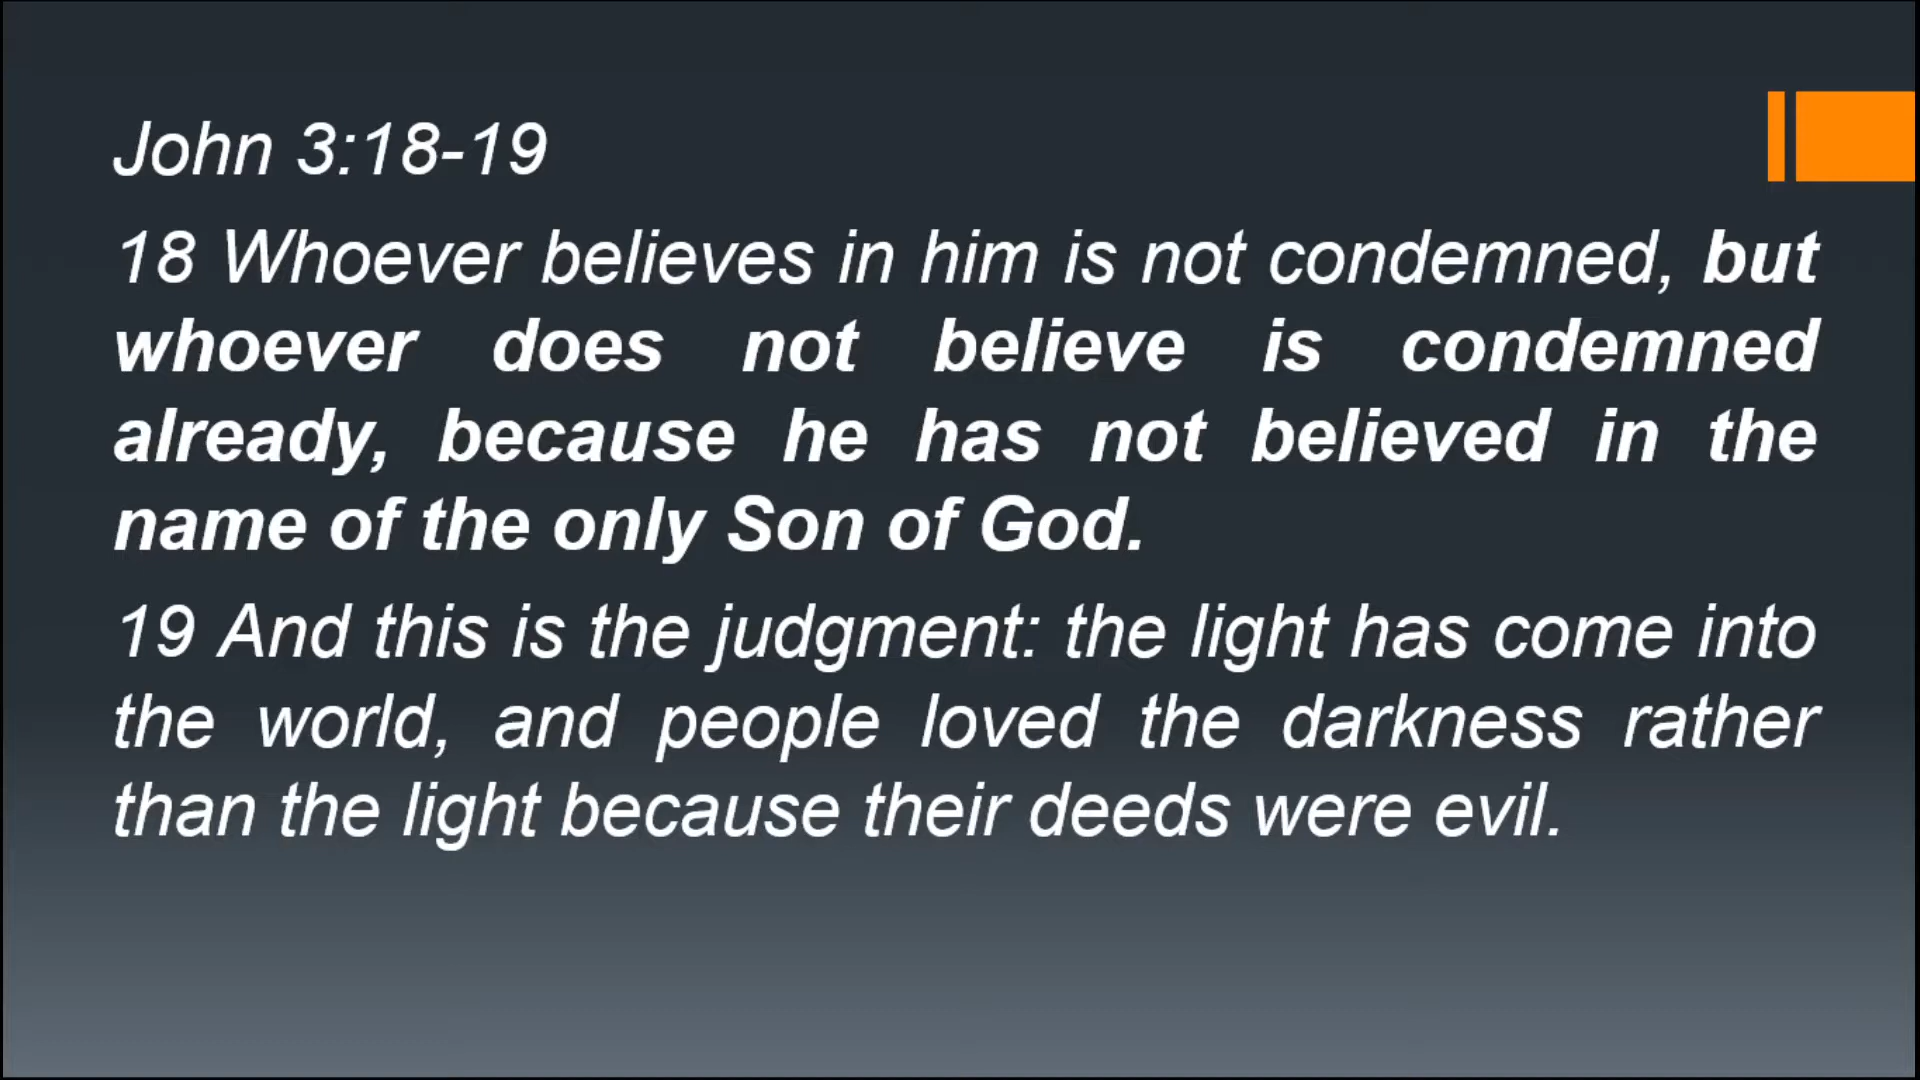 John 3:18-19
18 Whoever believes in him is not condemned, but
whoever does not believe is condemned
already, because he has not believed in the
name of the only Son of God.
19 And this is the judgment: the light has come into
the world, and people loved the darkness rather
than the light because their deeds were evil.